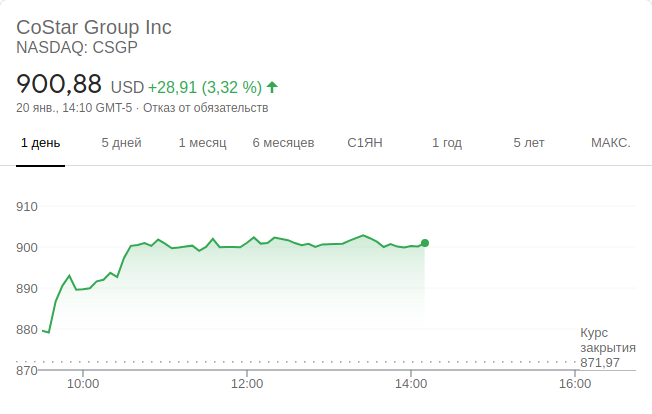 CoStar Group Inc
NASDAQ: CSGP
900,88 USD +28,91 (3,32 %)
20 янв., 14:10 GMT-5 · Отказ от обязательств
1 день 5 дней 1 месяц 6 месяцев С1ЯН 1 год 5 лет МАКС.
910
900
890
880
Курс
закрытия
871,97
870
10:00 12:00 14:00 16:00